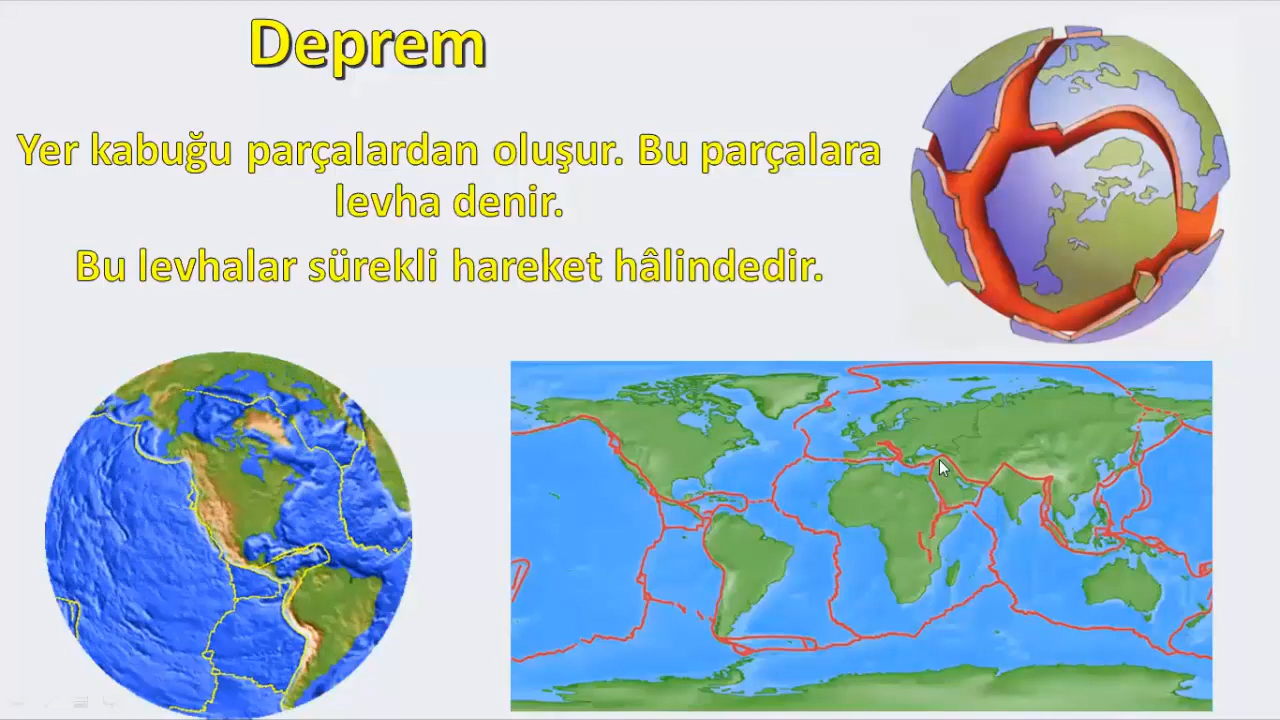 Deprem
Yer kabuğu parçalardan oluşur. Bu parçalara
levha denir.
Bu levhalar sürekli hareket hâlindedir.